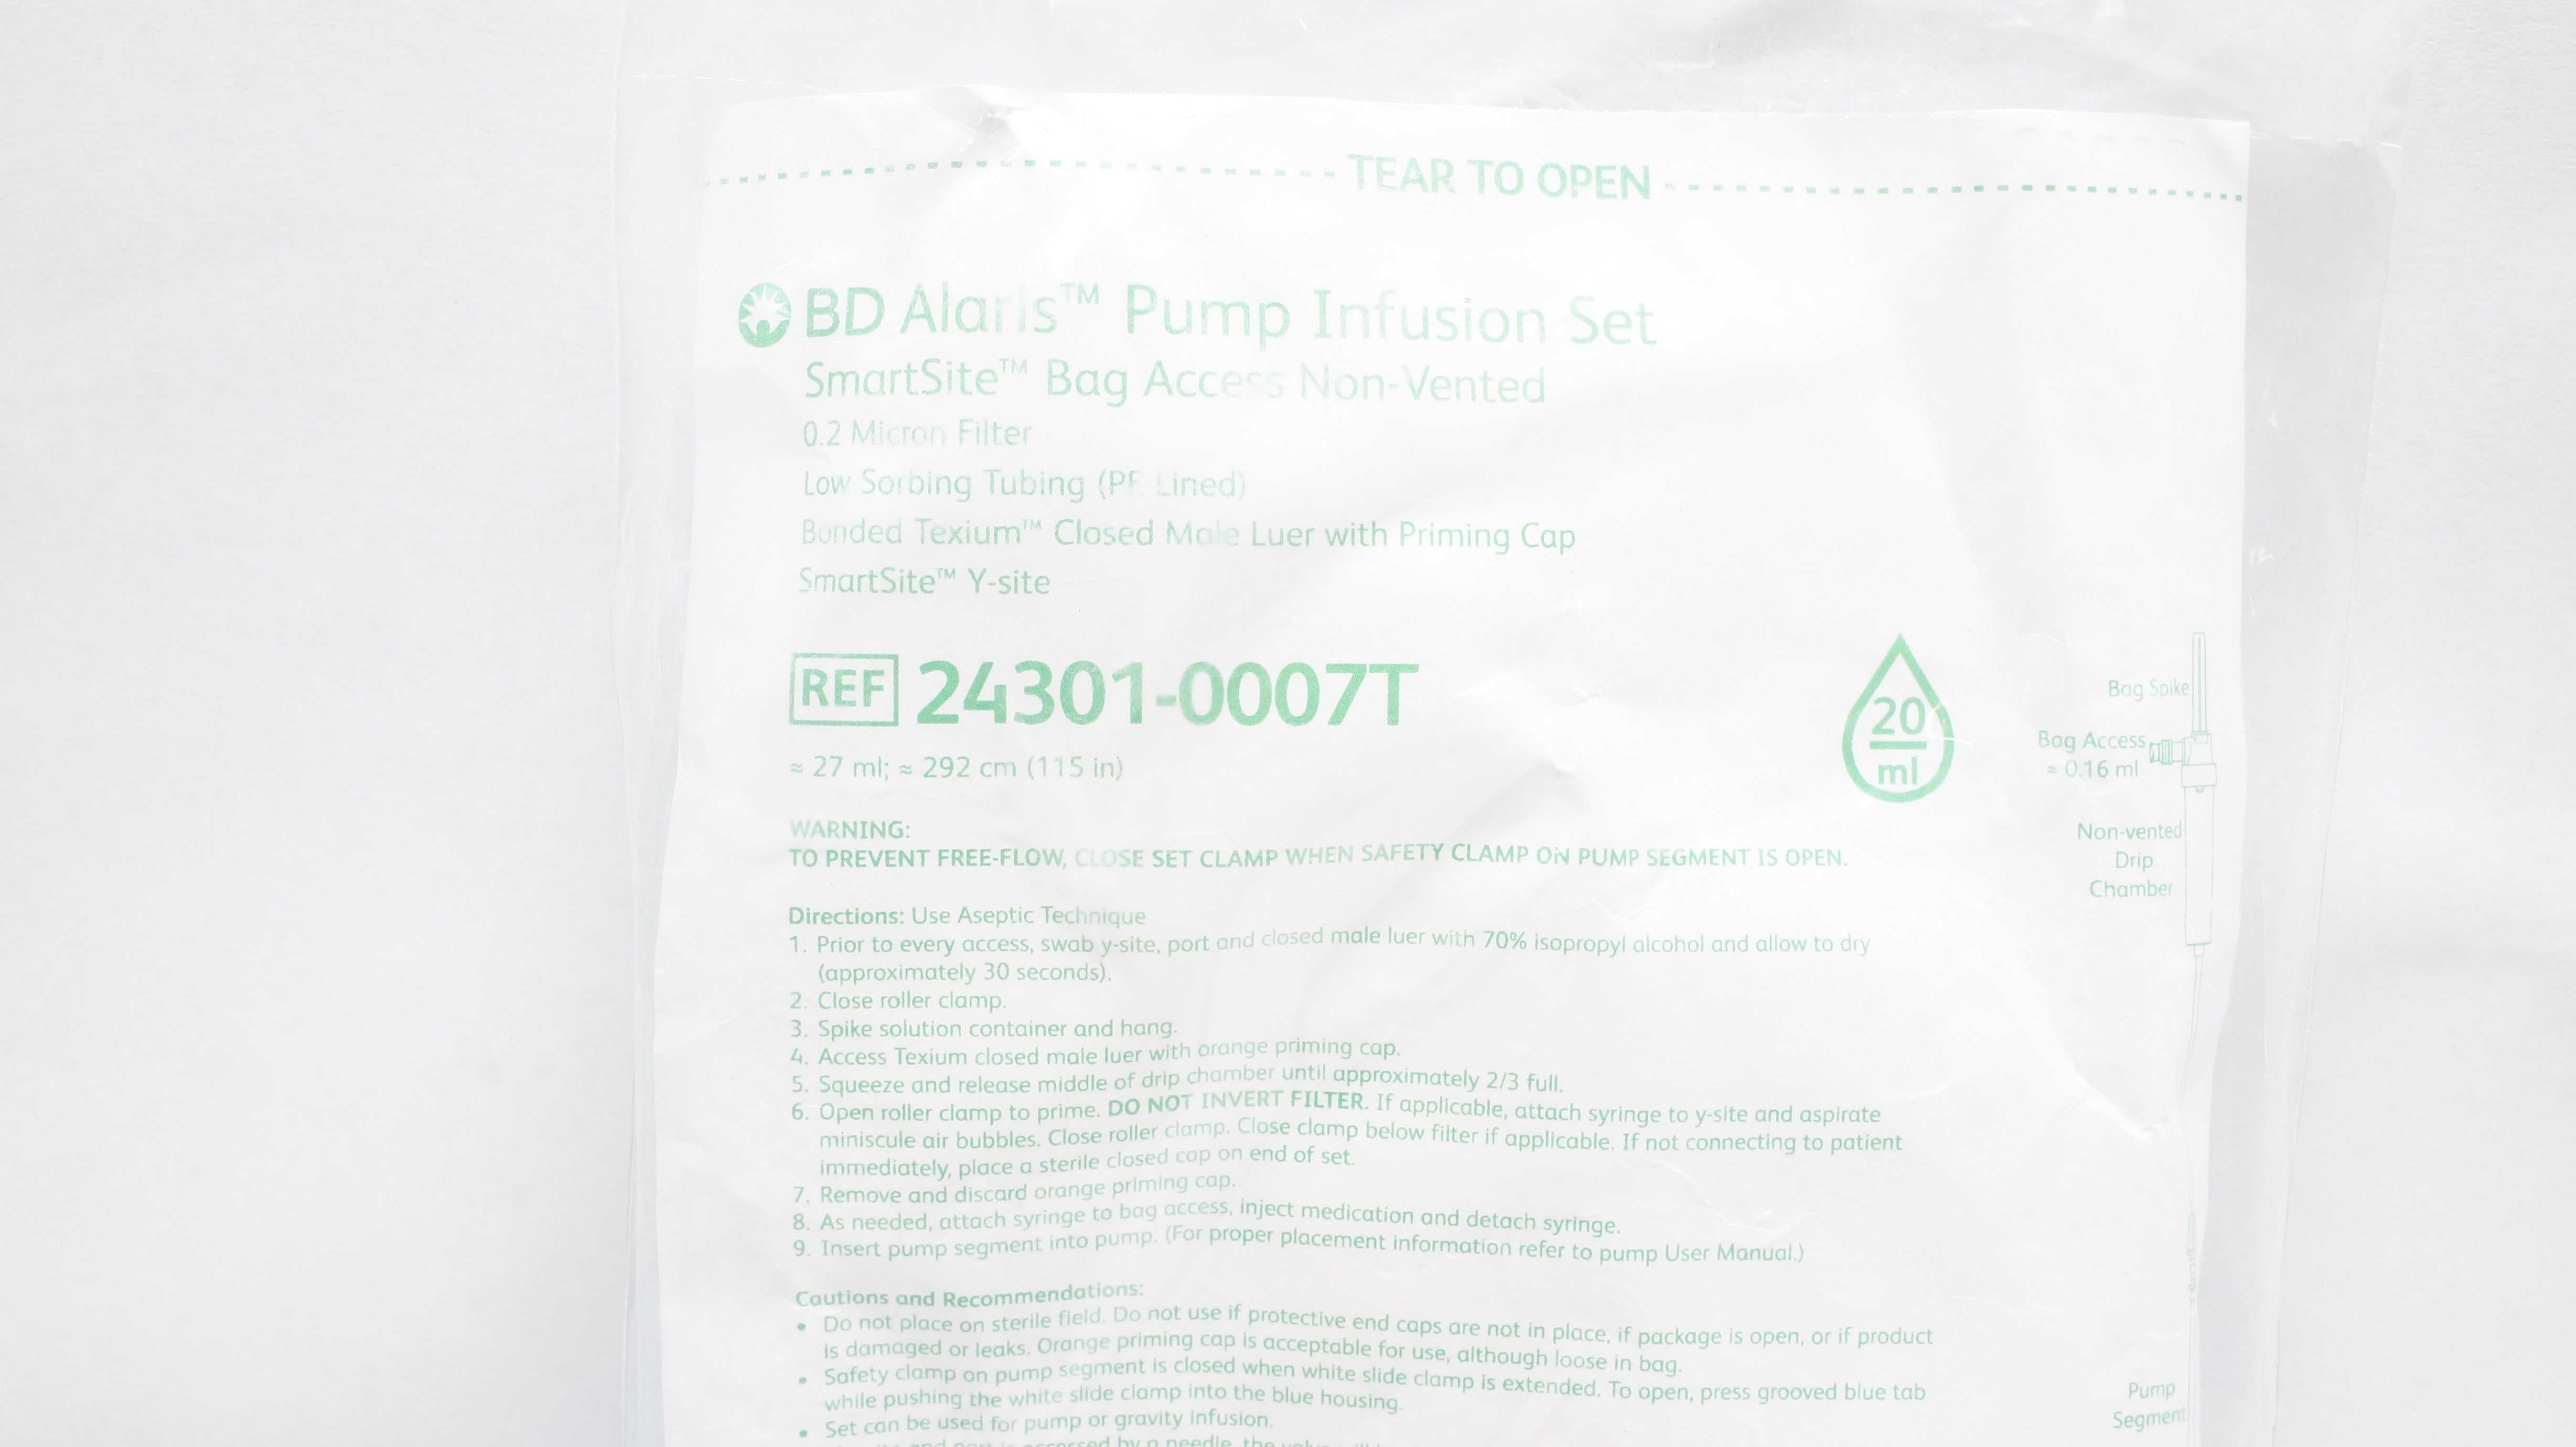 TEAR TO OPEN
BD Alaris™ Pump Infusion Set
SmartSite™ Bag Access Non-Vented
0.2 Micron Filter
Low Sorbing Tubing (PE Lined)
Bonded Texium™ Closed Male Luer with Priming Cap
SmartSite™ Y-site
REF 24301-0007T
≈ 27 ml; ≈ 292 cm (115 in)
20
ml
Bag Spike
Bag Access
≈ 0.16 ml
Non-vented
Drip
Chamber
WARNING:
TO PREVENT FREE-FLOW, CLOSE SET CLAMP WHEN SAFETY CLAMP ON PUMP SEGMENT IS OPEN.
Directions: Use Aseptic Technique
1. Prior to every access, swab y-site, port and closed male luer with 70% isopropyl alcohol and allow to dry
(approximately 30 seconds).
2. Close roller clamp.
3. Spike solution container and hang.
4. Access Texium closed male luer with orange priming cap.
5. Squeeze and release middle of drip chamber until approximately 2/3 full.
6. Open roller clamp to prime. DO NOT INVERT FILTER. If applicable, attach syringe to y-site and aspirate
miniscule air bubbles. Close roller clamp. Close clamp below filter if applicable. If not connecting to patient
immediately, place a sterile closed cap on end of set.
7. Remove and discard orange priming cap.
8. As needed, attach syringe to bag access, inject medication and detach syringe.
9. Insert pump segment into pump. (For proper placement information refer to pump User Manual.)
Cautions and Recommendations:
• Do not place on sterile field. Do not use if protective end caps are not in place, if package is open, or if product
is damaged or leaks. Orange priming cap is acceptable for use, although loose in bag.
• Safety clamp on pump segment is closed when white slide clamp is extended. To open, press grooved blue tab
while pushing the white slide clamp into the blue housing.
• Set can be used for pump or gravity infusion.
and port is accessed by a needle, the
Pump
Segment